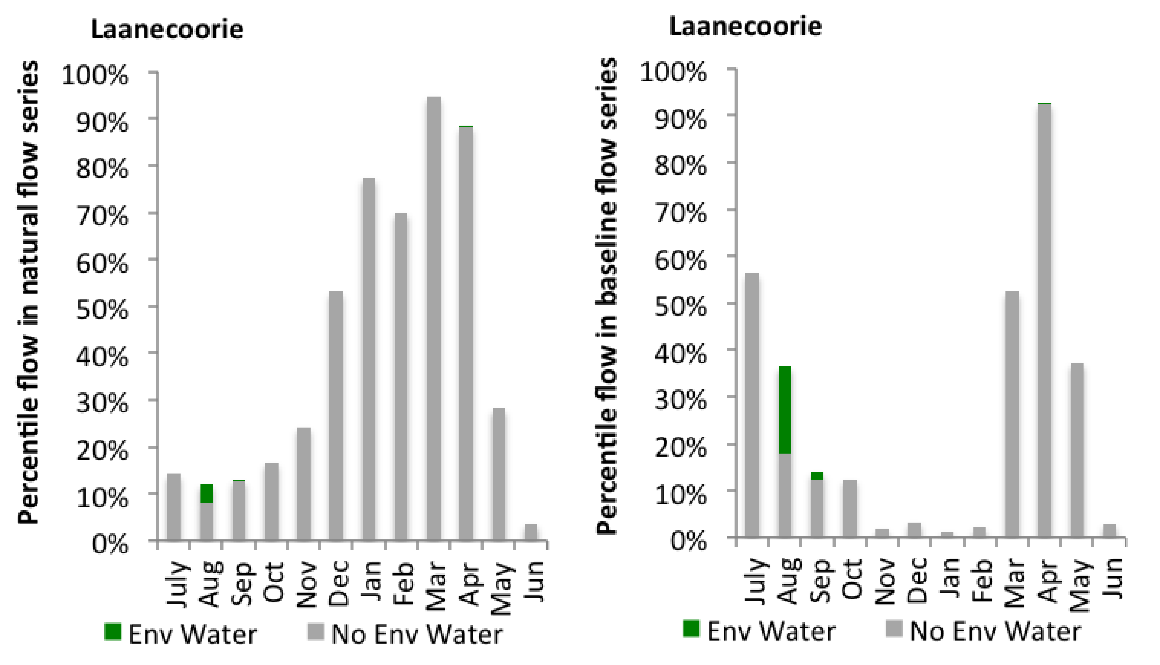 Laanecoorie
Percentile flow in natural flow series
100%
90%
80%
70%
60%
50%
40%
30%
20%
10%
0%
July Aug Sep Oct Nov Dec Jan Feb Mar Apr May Jun
Env Water No Env Water
Laanecoorie
Percentile flow in baseline flow series
100%
90%
80%
70%
60%
50%
40%
30%
20%
10%
0%
July Aug Sep Oct Nov Dec Jan Feb Mar Apr May Jun
Env Water No Env Water